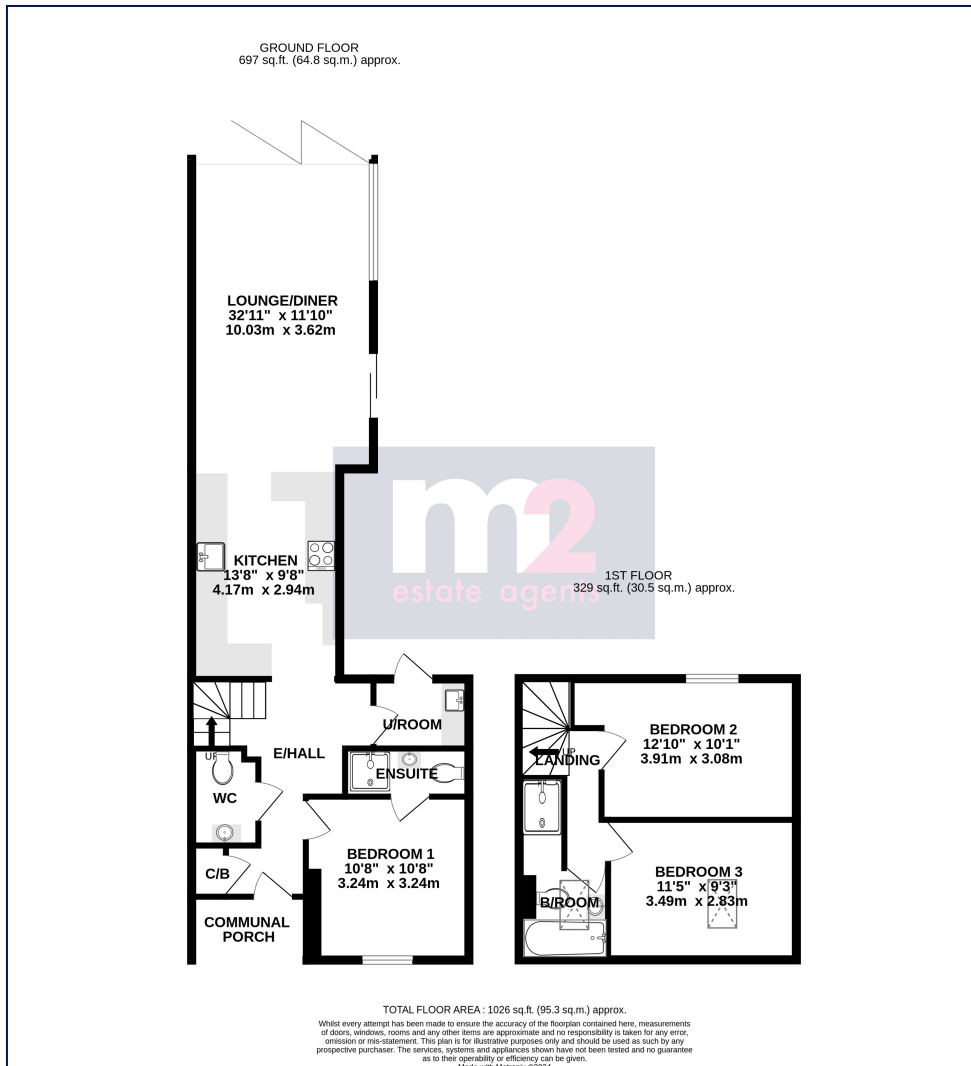 GROUND FLOOR
697 sq.ft. (64.8 sq.m.) approx.
LOUNGE/DINER
32'11" x 11'10"
10.03m x 3.62m
m2
estate agents
KITCHEN
13'8" x 9'8"
4.17m x 2.94m
1ST FLOOR
329 sq.ft. (30.5 sq.m.) approx.
U/ROOM
E/HALL
UP
ENSUITE
WC
BEDROOM 1
10'8" x 10'8"
3.24m x 3.24m
C/B
COMMUNAL
PORCH
BEDROOM 2
12'10" x 10'1"
3.91m x 3.08m
UP
LANDING
BEDROOM 3
11'5" x 9'3"
3.49m x 2.83m
B/ROOM
TOTAL FLOOR AREA : 1026 sq.ft. (95.3 sq.m.) approx.
Whilst every attempt has been made to ensure the accuracy of the floorplan contained here, measurements
of doors, windows, rooms and any other items are approximate and no responsibility is taken for any error,
omission or mis-statement. This plan is for illustrative purposes only and should be used as such by any
prospective purchaser. The services, systems and appliances shown have not been tested and no guarantee
as to their operability or efficiency can be given.
Made with Metropix ©2024